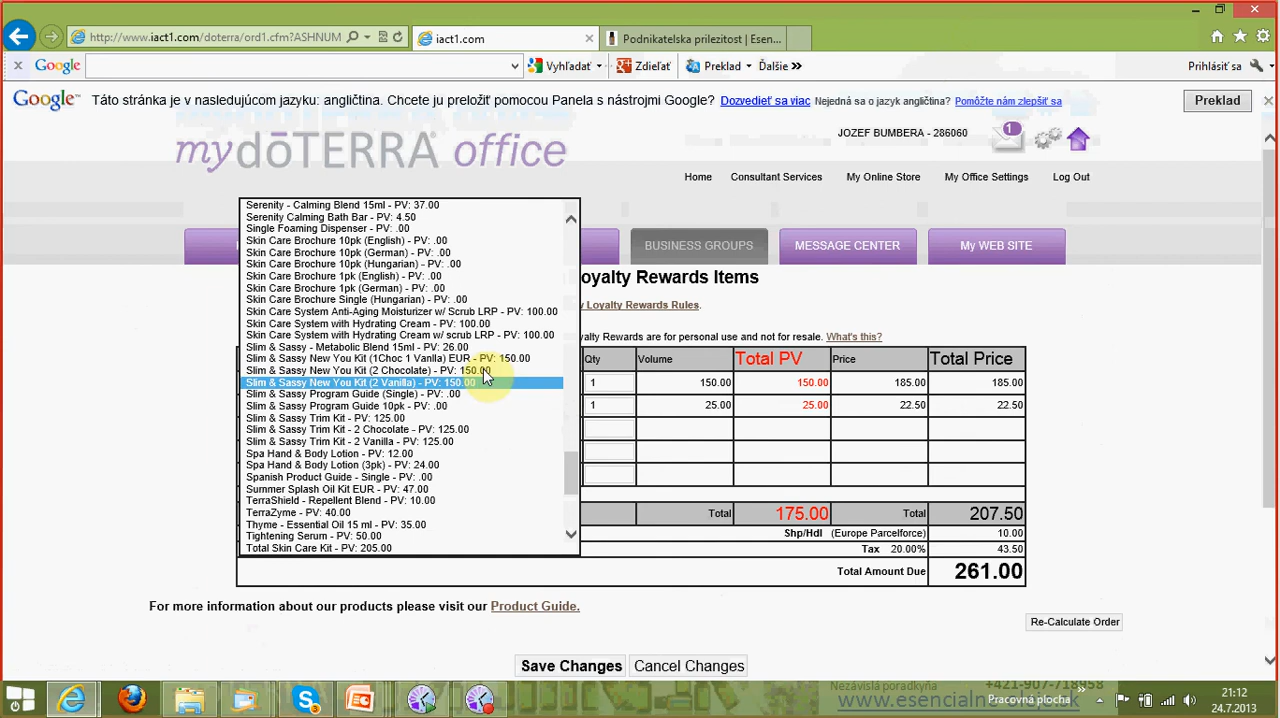 http://www.iact1.com/doterra/ord1.cfm?ASHNUM
iact1.com
Podnikatelska prilezitost | Esen...
Google
Vyhľadať
Zdieľať
Preklad
Ďalšie »
Prihlásiť sa
Google™ Táto stránka je v nasledujúcom jazyku: angličtina. Chcete ju preložiť pomocou Panela s nástrojmi Google? Dozvedieť sa viac Nejedná sa o jazyk angličtina? Pomôžte nám zlepšiť sa
Preklad
JOZEF BUMBERA - 286060
1
my dōTERRA office
Home Consultant Services My Online Store My Office Settings Log Out
BUSINESS GROUPS MESSAGE CENTER My WEB SITE
oyalty Rewards Items
y Loyalty Rewards Rules.
yalty Rewards are for personal use and not for resale. What's this?
Serenity - Calming Blend 15ml - PV: 37.00
Serenity Calming Bath Bar - PV: 4.50
Single Foaming Dispenser - PV: .00
Skin Care Brochure 10pk (English) - PV: .00
Skin Care Brochure 10pk (German) - PV: .00
Skin Care Brochure 10pk (Hungarian) - PV: .00
Skin Care Brochure 1pk (English) - PV: .00
Skin Care Brochure 1pk (German) - PV: .00
Skin Care Brochure Single (Hungarian) - PV: .00
Skin Care System Anti-Aging Moisturizer w/ Scrub LRP - PV: 100.00
Skin Care System with Hydrating Cream - PV: 100.00
Skin Care System with Hydrating Cream w/ scrub LRP - PV: 100.00
Slim & Sassy - Metabolic Blend 15ml - PV: 26.00
Slim & Sassy New You Kit (1Choc 1 Vanlla) EUR - PV: 150.00
Slim & Sassy New You Kit (2 Chocolate) - PV: 150.00
Slim & Sassy New You Kit (2 Vanilla) - PV: 150.00
Slim & Sassy Program Guide (Single) - PV: .00
Slim & Sassy Program Guide 10pk - PV: .00
Slim & Sassy Trim Kit - PV: 125.00
Slim & Sassy Trim Kit - 2 Chocolate - PV: 125.00
Slim & Sassy Trim Kit - 2 Vanilla - PV: 125.00
Spa Hand & Body Lotion - PV: 12.00
Spa Hand & Body Lotion (3pk) - PV: 24.00
Spanish Product Guide - Single - PV: .00
Summer Splash Oil Kit EUR - PV: 47.00
TerraShield - Repellent Blend - PV: 10.00
TerraZyme - PV: 40.00
Thyme - Essential Oil 15 ml - PV: 35.00
Tightening Serum - PV: 50.00
Total Skin Care Kit - PV: 205.00
Qty Volume Total PV Price Total Price
1 150.00 150.00 185.00 185.00
1 25.00 25.00 22.50 22.50
Total 175.00 Total 207.50
Shp/Hdl (Europe Parcelforce) 10.00
Tax 20.00% 43.50
Total Amount Due 261.00
For more information about our products please visit our Product Guide.
Re-Calculate Order
Save Changes Cancel Changes
Nezávislá poradkyňa +421-907-718958
Pracovná plocha »
21:12
24.7.2013